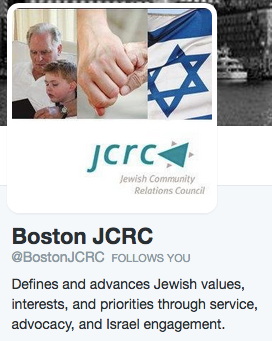 jcrc
Jewish Community
Relations Council
Boston JCRC
@BostonJCRC FOLLOWS YOU
Defines and advances Jewish values,
interests, and priorities through service,
advocacy, and Israel engagement.